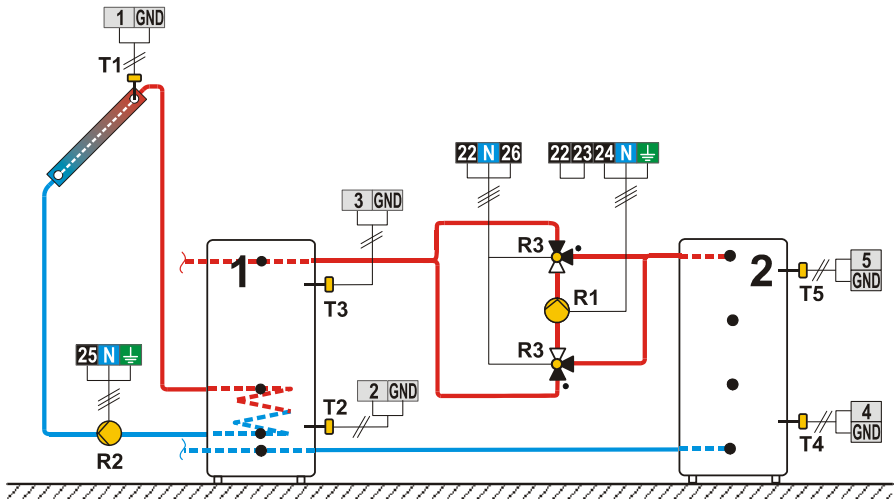 1 GND
T1
22 N 26
22 23 24 N
3 GND
R3
1
2
5
GND
T5
T3
R1
R3
25 N
2 GND
T2
4
GND
T4
R2